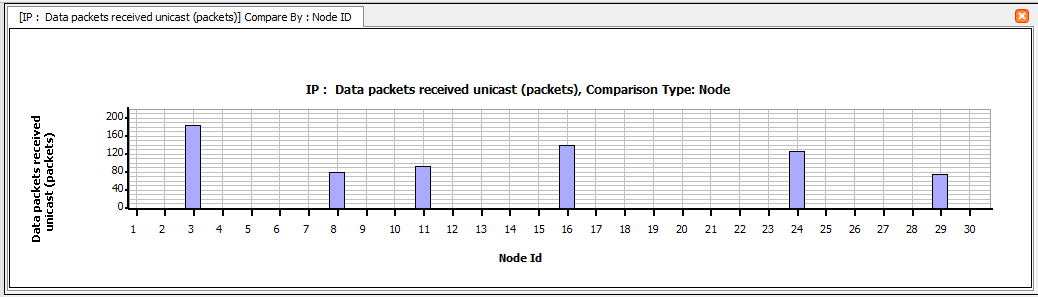 [IP :  Data packets received unicast (packets)] Compare By : Node ID
IP :  Data packets received unicast (packets), Comparison Type: Node
Data packets received
unicast (packets)
200
160
120
80
40
0
1 2 3 4 5 6 7 8 9 10 11 12 13 14 15 16 17 18 19 20 21 22 23 24 25 26 27 28 29 30
Node Id